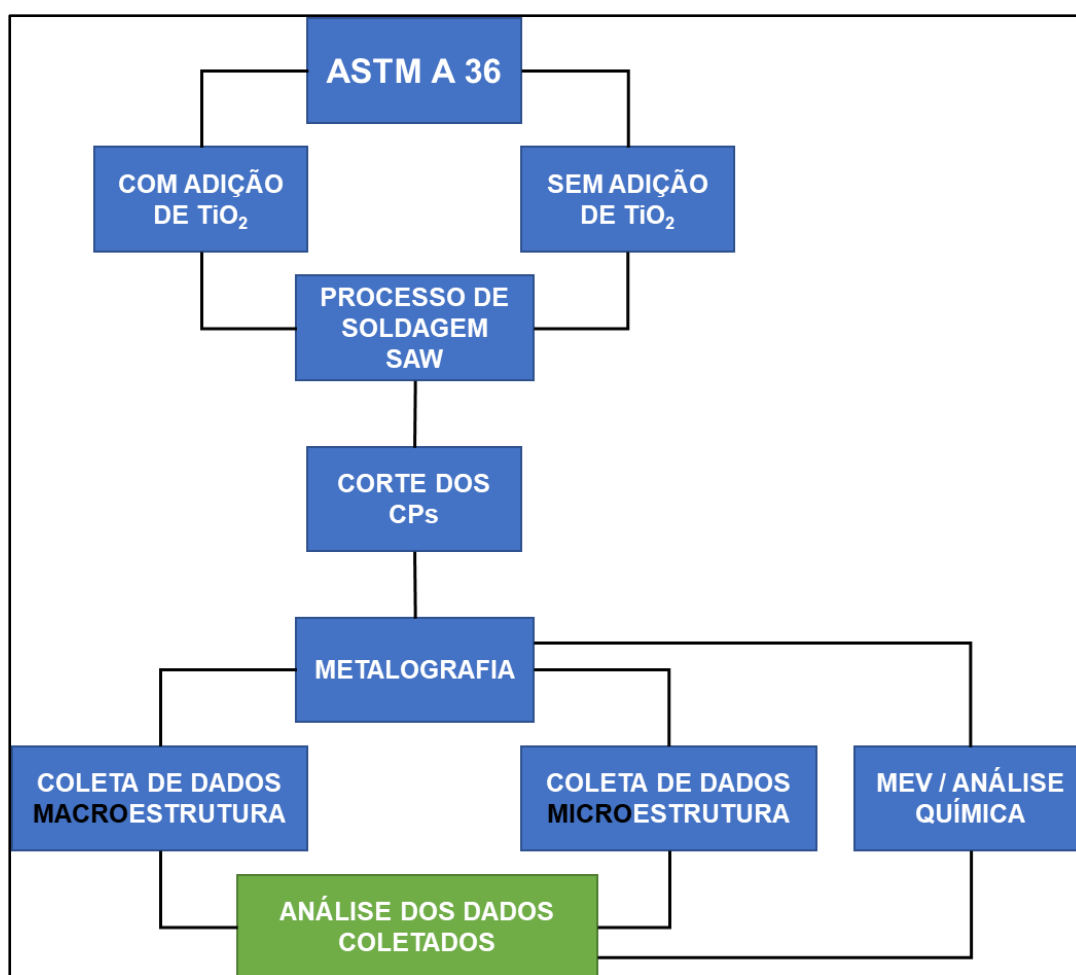 ASTM A 36
COM ADIÇÃO
DE TiO₂
SEM ADIÇÃO
DE TiO₂
PROCESSO DE
SOLDAGEM
SAW
CORTE DOS
CPs
METALOGRAFIA
COLETA DE DADOS
MACROESTRUTURA
COLETA DE DADOS
MICROESTRUTURA
MEV / ANÁLISE
QUÍMICA
ANÁLISE DOS DADOS
COLETADOS